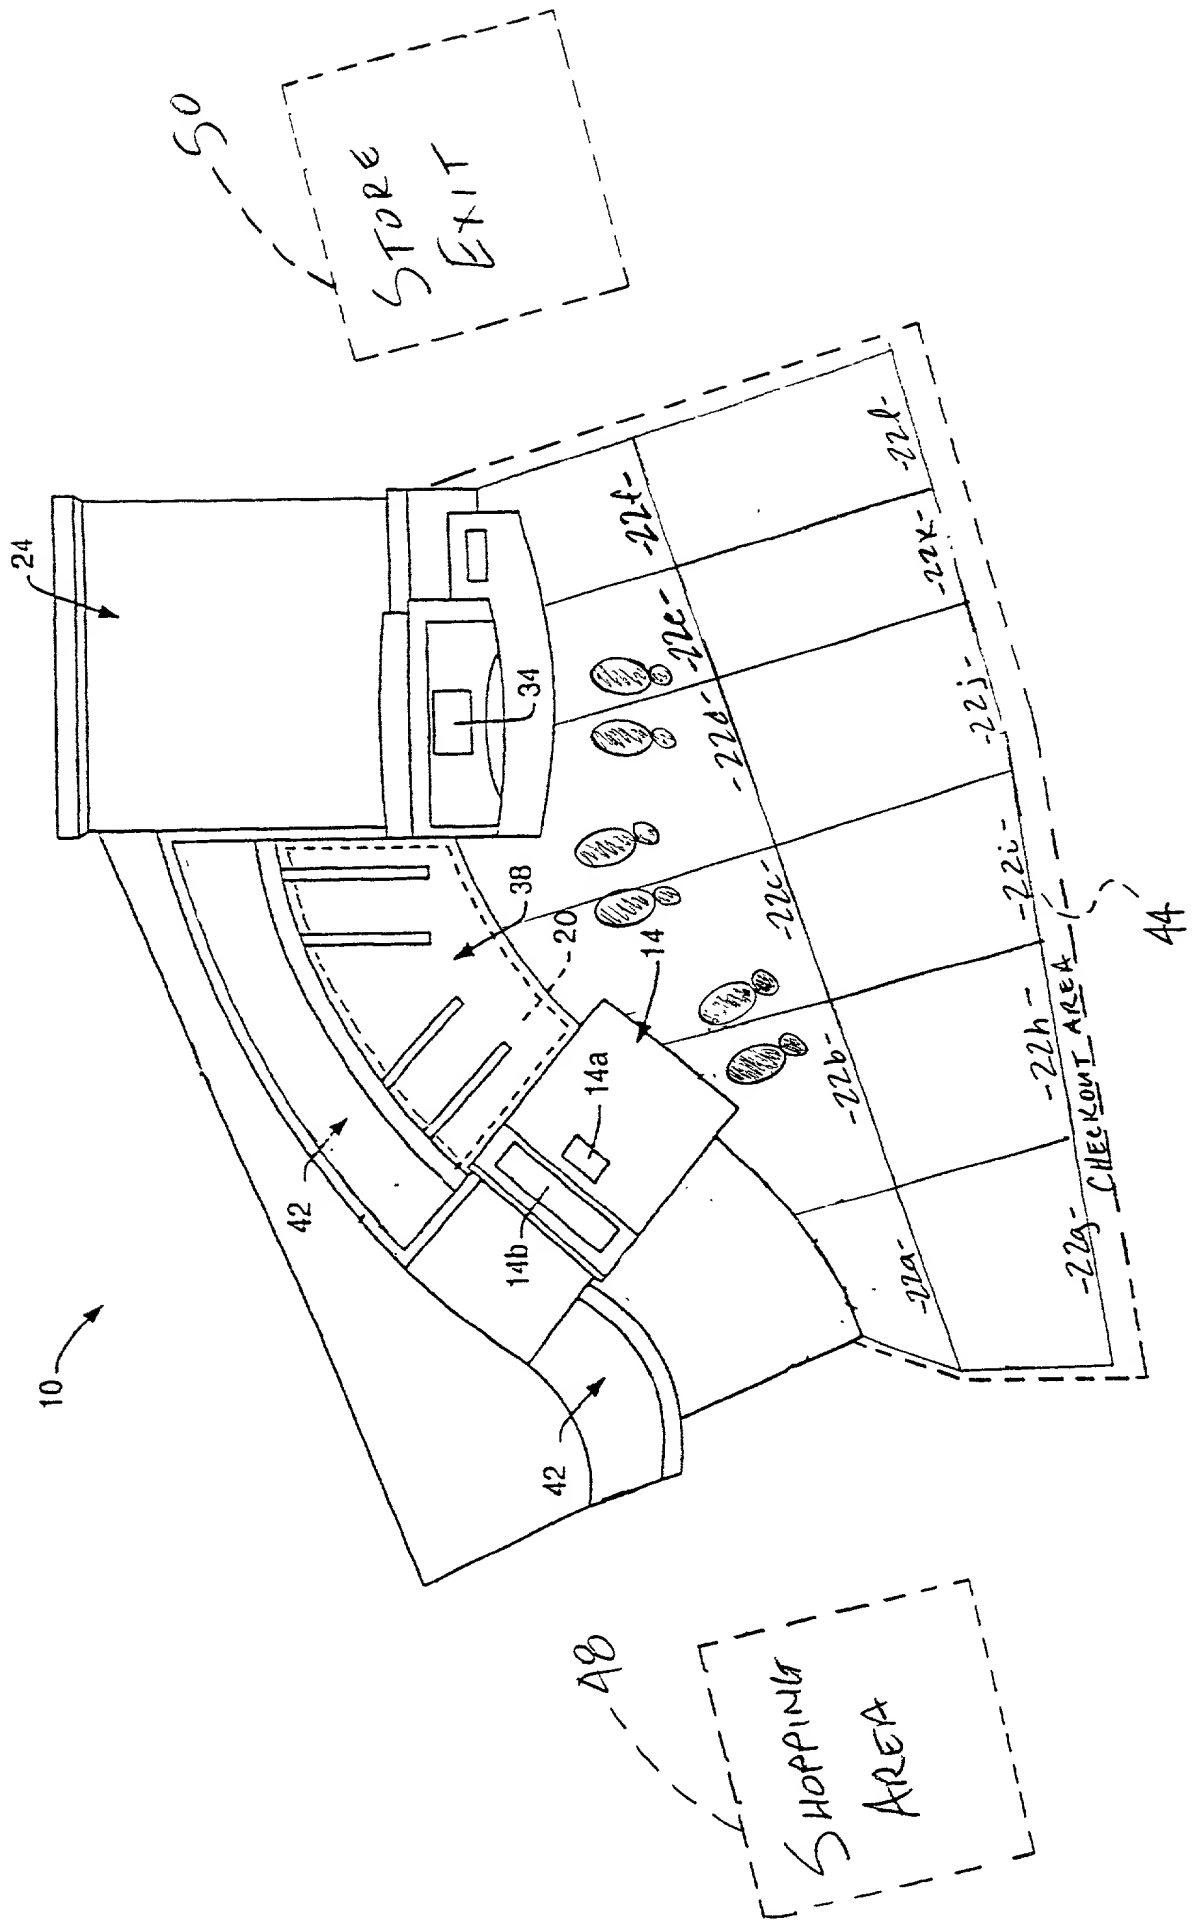 10
24
50
STORE
EXIT
34
38
20
14
14a
14b
42
42
-22a-
-22b-
-22c-
-22d-
-22e-
-22f-
-22g-
-22h-
-22i-
-22j-
-22k-
-22l-
CHECKOUT AREA
44
48
SHOPPING
AREA